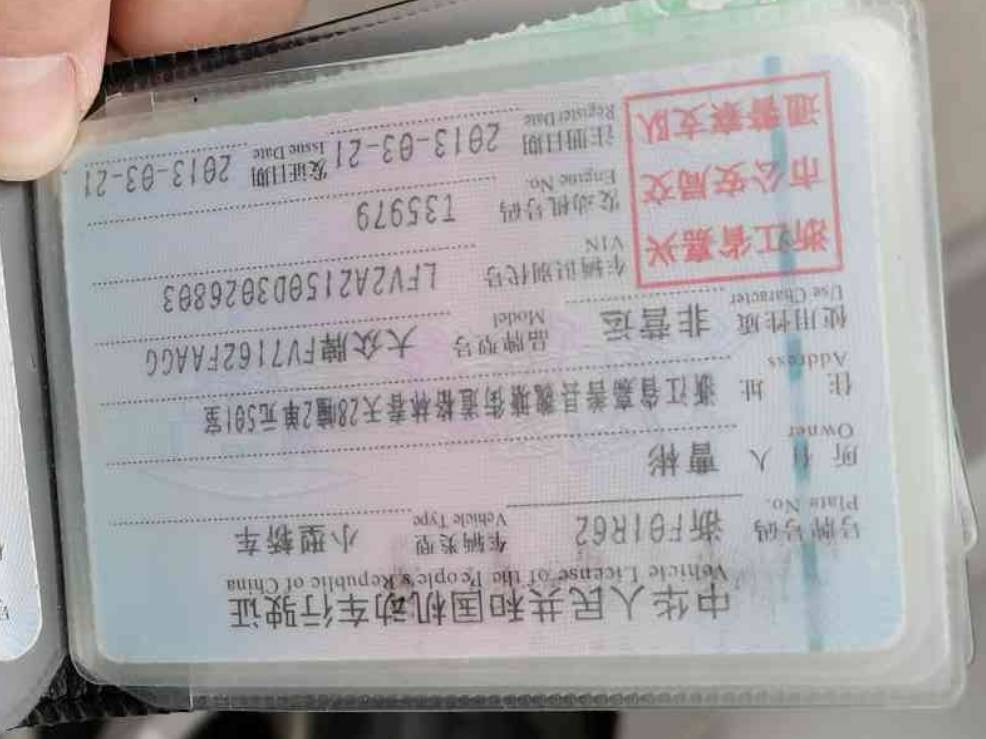 中华人民共和国机动车行驶证
Vehicle License of the People's Republic of China
号牌号码 浙F01R62 车辆类型 小型轿车
Plate No. Vehicle Type
所有人 曹彬
Owner
住址 浙江省嘉善县魏塘街道格林春天28幢2单元501室
Address
使用性质 非营运 品牌型号 大众牌FV7162FAAGG
Use Character Model
浙江省嘉兴
市公安局交
通警察支队
车辆识别代号 LFV2A2150D3026803
VIN
发动机号码 T35979
Engine No.
注册日期 2013-03-21 发证日期 2013-03-21
Register Date Issue Date